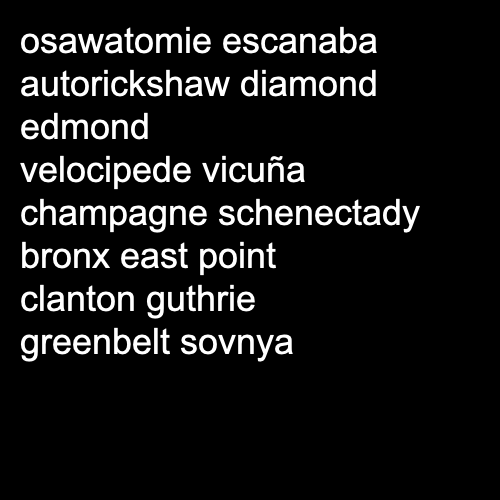 osawatomie escanaba
autorickshaw diamond
edmond
velocipede vicuña
champagne schenectady
bronx east point
clanton guthrie
greenbelt sovnya